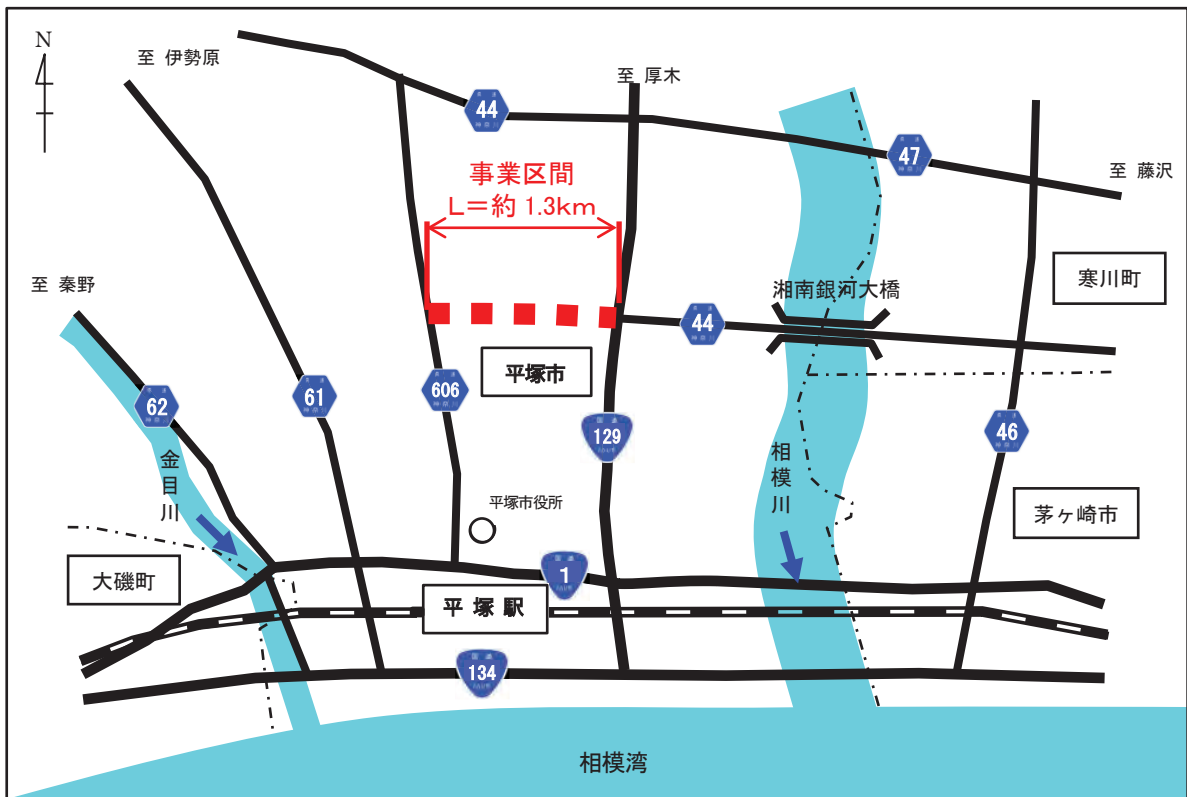 N
至 伊勢原
至 厚木
44
47
至 藤沢
事業区間
L=約 1.3km
至 秦野
寒川町
湘南銀河大橋
44
平塚市
62
61
606
129
46
金目川
相模川
平塚市役所
茅ヶ崎市
大磯町
1
平塚駅
134
相模湾